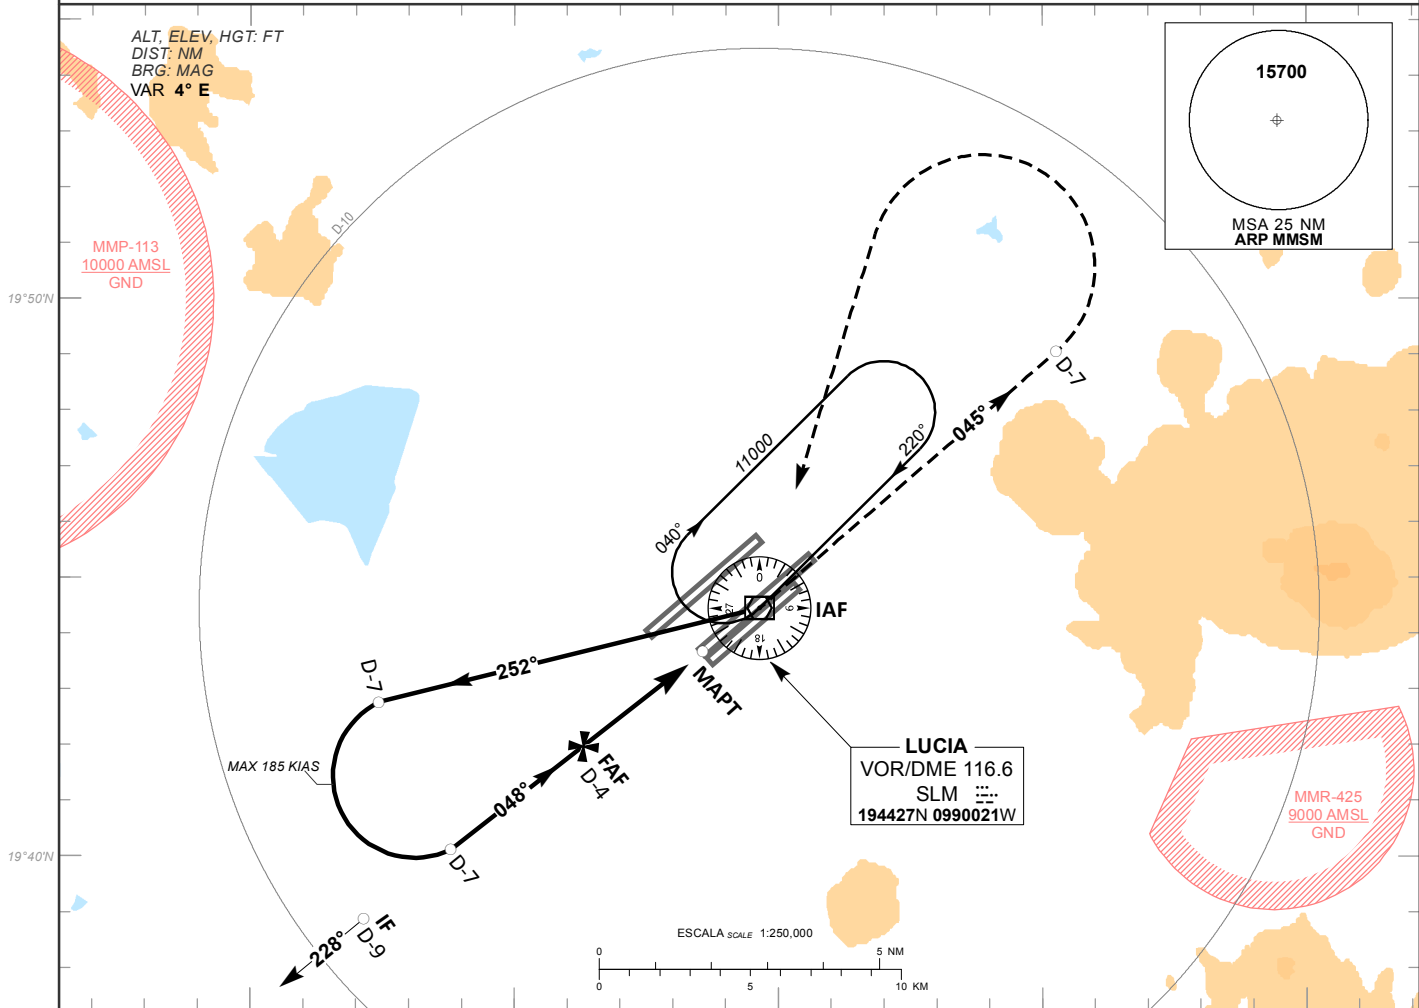 ALT, ELEV, HGT: FT
DIST: NM
BRG: MAG
VAR 4° E
15700
MSA 25 NM
ARP MMSM
D-10
MMP-113
10000 AMSL
GND
19°50'N
D-7
045°
220°
11000
040°
0
9
18
27
IAF
252°
D-7
MAPT
MAX 185 KIAS
FAF
D-4
048°
D-7
LUCIA
VOR/DME 116.6
SLM
194427N 0990021W
MMR-425
9000 AMSL
GND
19°40'N
IF
D-9
228°
ESCALA SCALE 1:250,000
0 5 NM
0 5 10 KM